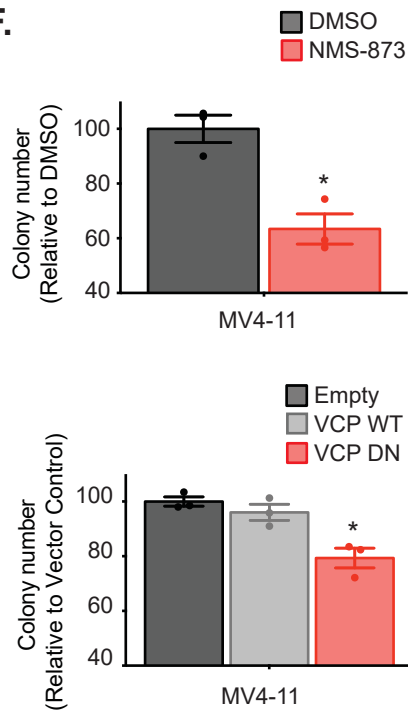 F.
DMSO
NMS-873
Colony number
(Relative to DMSO)
100
80
60
40
*
MV4-11
Empty
VCP WT
VCP DN
Colony number
(Relative to Vector Control)
100
80
60
40
*
MV4-11